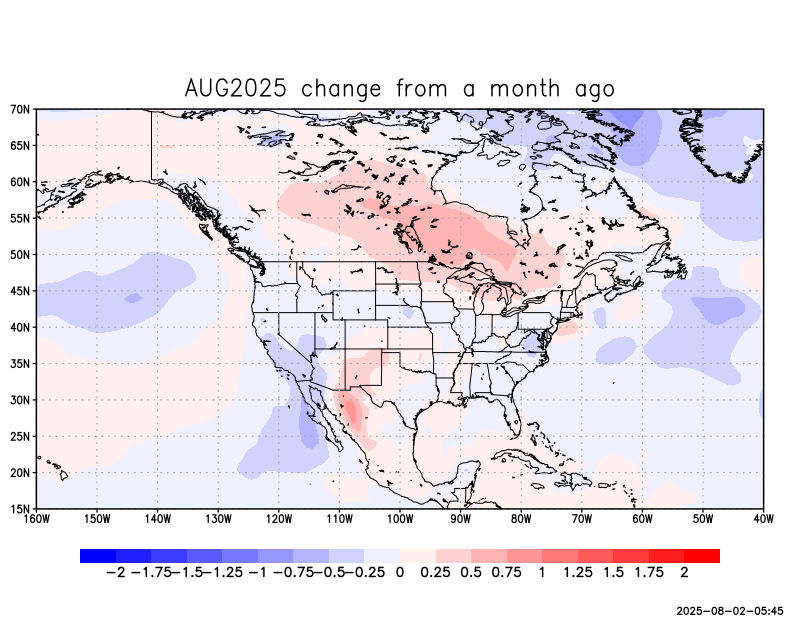 AUG2025 change from a month ago
70N
65N
60N
55N
50N
45N
40N
35N
30N
25N
20N
15N
160W 150W 140W 130W 120W 110W 100W 90W 80W 70W 60W 50W 40W
−2 −1.75 −1.5 −1.25 −1 −0.75 −0.5 −0.25 0 0.25 0.5 0.75 1 1.25 1.5 1.75 2
2025-08-02-05:45